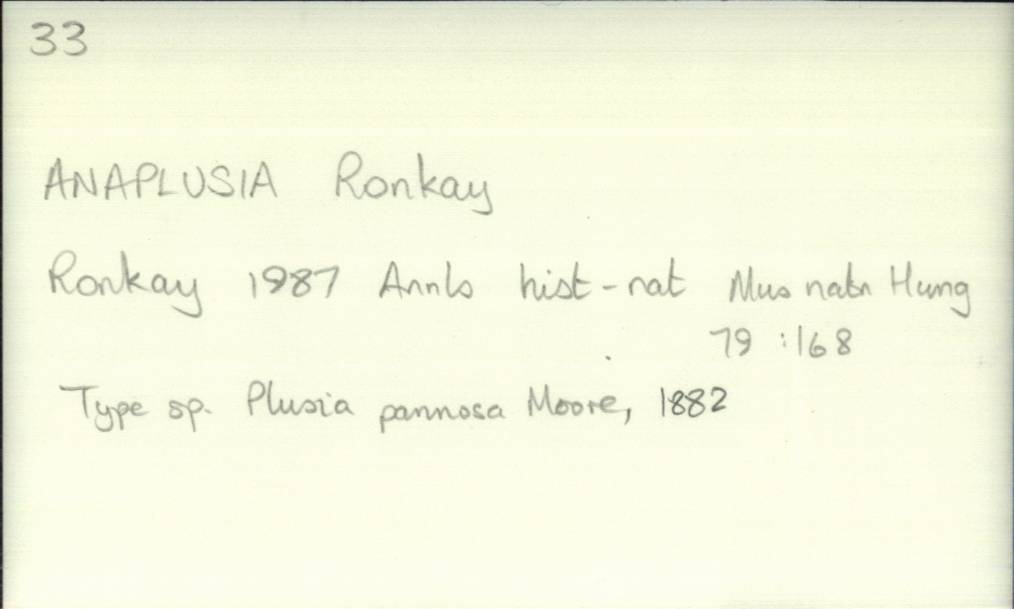 33
ANAPLUSIA Ronkay
Ronkay 1987 Annls hist-nat Mus natn Hung
79 :168
Type sp. Plusia pannosa Moore, 1882